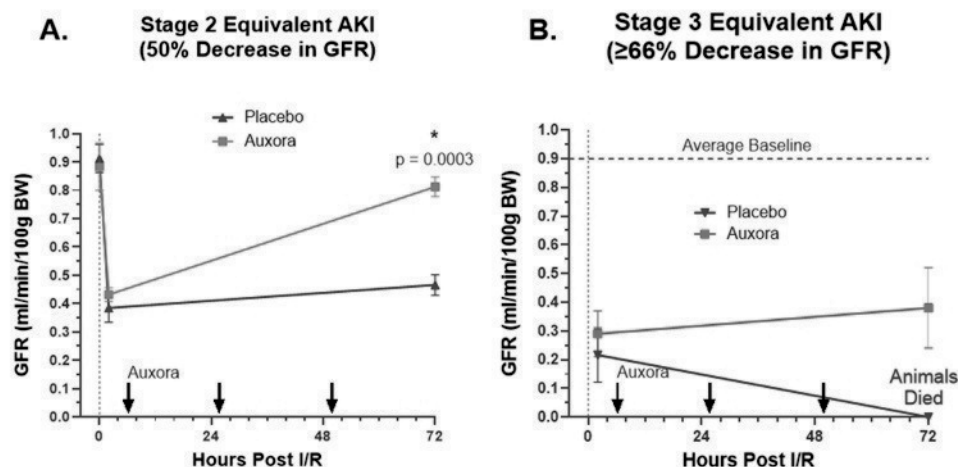 A.
Stage 2 Equivalent AKI
(50% Decrease in GFR)
Placebo
Auxora
*
p = 0.0003
GFR (ml/min/100g BW)
1.0
0.9
0.8
0.7
0.6
0.5
0.4
0.3
0.2
0.1
0.0
Auxora
0
24
48
72
Hours Post I/R
B.
Stage 3 Equivalent AKI
(≥66% Decrease in GFR)
Average Baseline
Placebo
Auxora
GFR (ml/min/100g BW)
1.0
0.9
0.8
0.7
0.6
0.5
0.4
0.3
0.2
0.1
0.0
Auxora
Animals
Died
0
24
48
72
Hours Post I/R